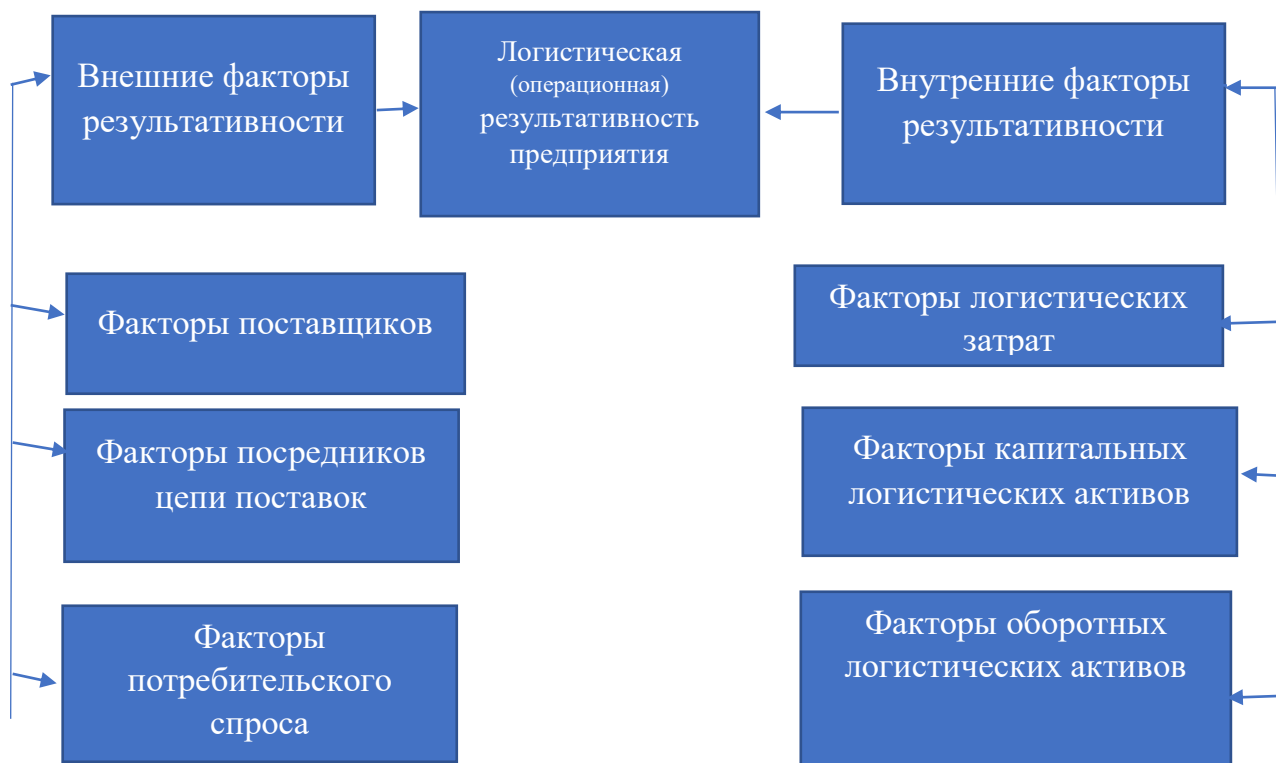 Внешние факторы
результативности
Логистическая
(операционная)
результативность
предприятия
Внутренние факторы
результативности
Факторы поставщиков
Факторы посредников
цепи поставок
Факторы
потребительского
спроса
Факторы логистических
затрат
Факторы капитальных
логистических активов
Факторы оборотных
логистических активов